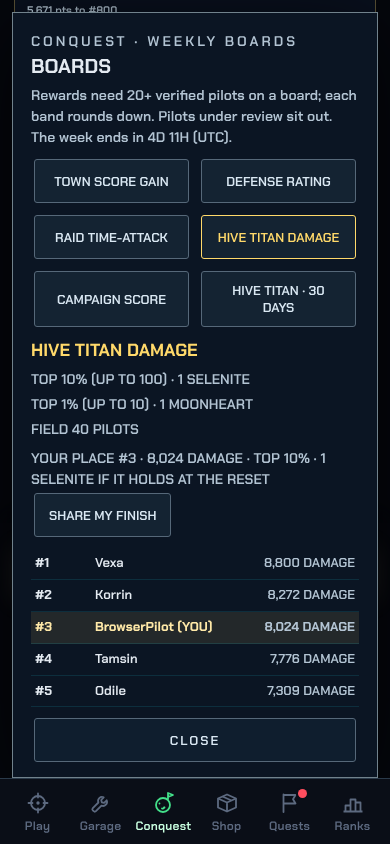 5,671 pts to #800
CONQUEST · WEEKLY BOARDS
BOARDS
Rewards need 20+ verified pilots on a board; each
band rounds down. Pilots under review sit out.
The week ends in 4D 11H (UTC).
TOWN SCORE GAIN
DEFENSE RATING
RAID TIME-ATTACK
HIVE TITAN DAMAGE
CAMPAIGN SCORE
HIVE TITAN · 30
DAYS
HIVE TITAN DAMAGE
TOP 10% (UP TO 100) · 1 SELENITE
TOP 1% (UP TO 10) · 1 MOONHEART
FIELD 40 PILOTS
YOUR PLACE #3 · 8,024 DAMAGE · TOP 10% · 1
SELENITE IF IT HOLDS AT THE RESET
SHARE MY FINISH
#1 Vexa 8,800 DAMAGE
#2 Korrin 8,272 DAMAGE
#3 BrowserPilot (YOU) 8,024 DAMAGE
#4 Tamsin 7,776 DAMAGE
#5 Odile 7,309 DAMAGE
CLOSE
Play Garage Conquest Shop Quests Ranks